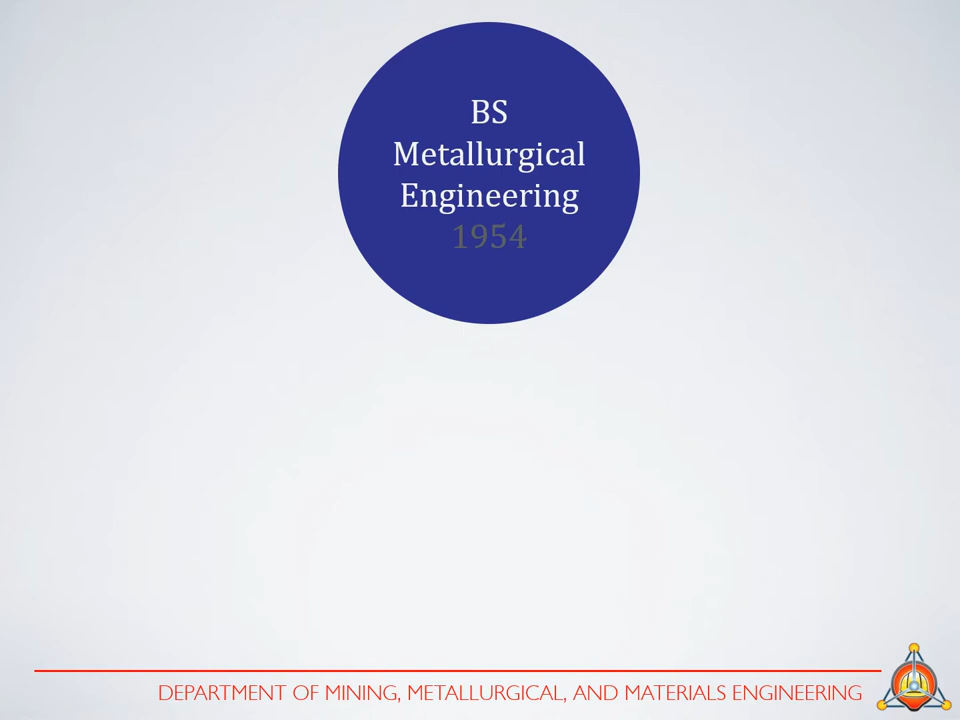 BS
Metallurgical
Engineering
1954
DEPARTMENT OF MINING, METALLURGICAL, AND MATERIALS ENGINEERING